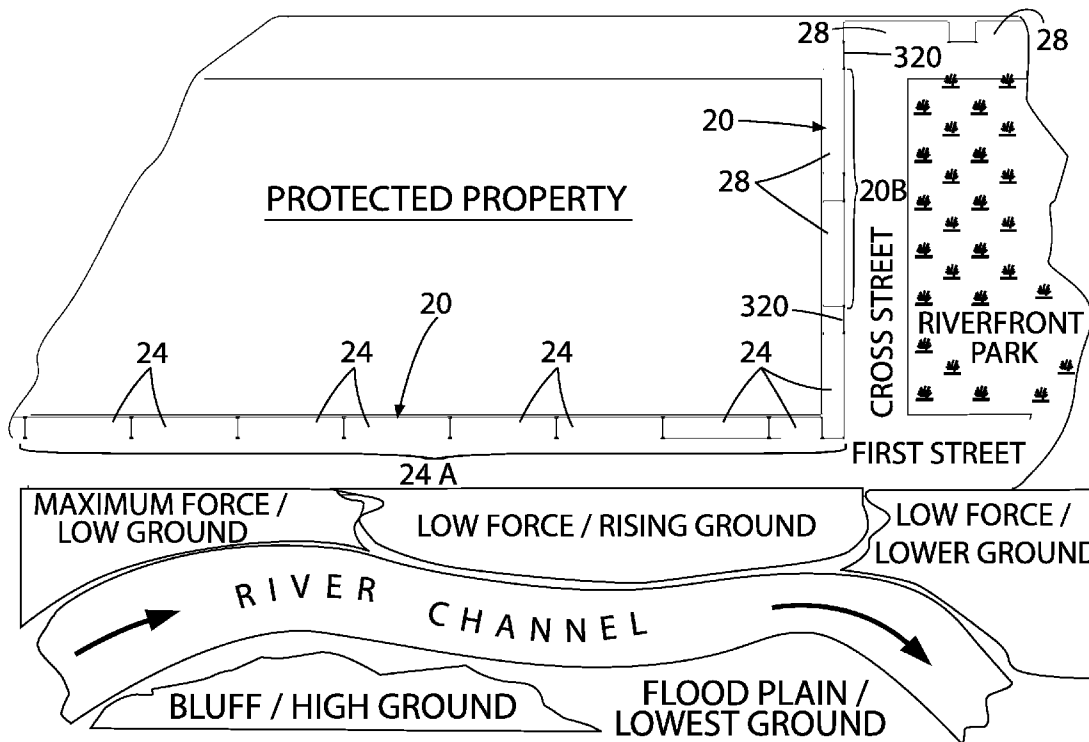 28
28
320
20
28
20B
PROTECTED PROPERTY
CROSS STREET
320
20
RIVERFRONT
PARK
24
24
24
24
FIRST STREET
24 A
MAXIMUM FORCE /
LOW GROUND
LOW FORCE / RISING GROUND
LOW FORCE /
LOWER GROUND
RIVER CHANNEL
BLUFF / HIGH GROUND
FLOOD PLAIN /
LOWEST GROUND